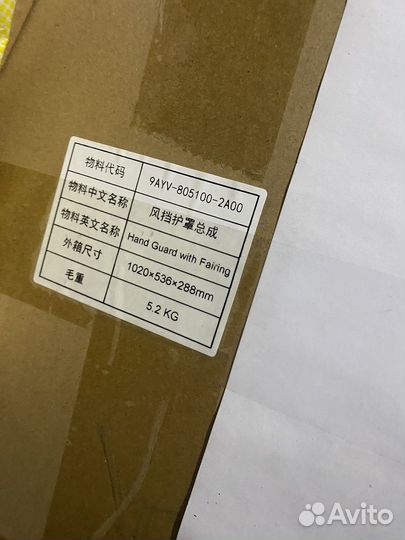 物料代码 9AYV-805100-2A00
物料中文名称 风挡护罩总成
物料英文名称 Hand Guard with Fairing
外箱尺寸 1020×536×288mm
毛重 5.2 KG
Avito